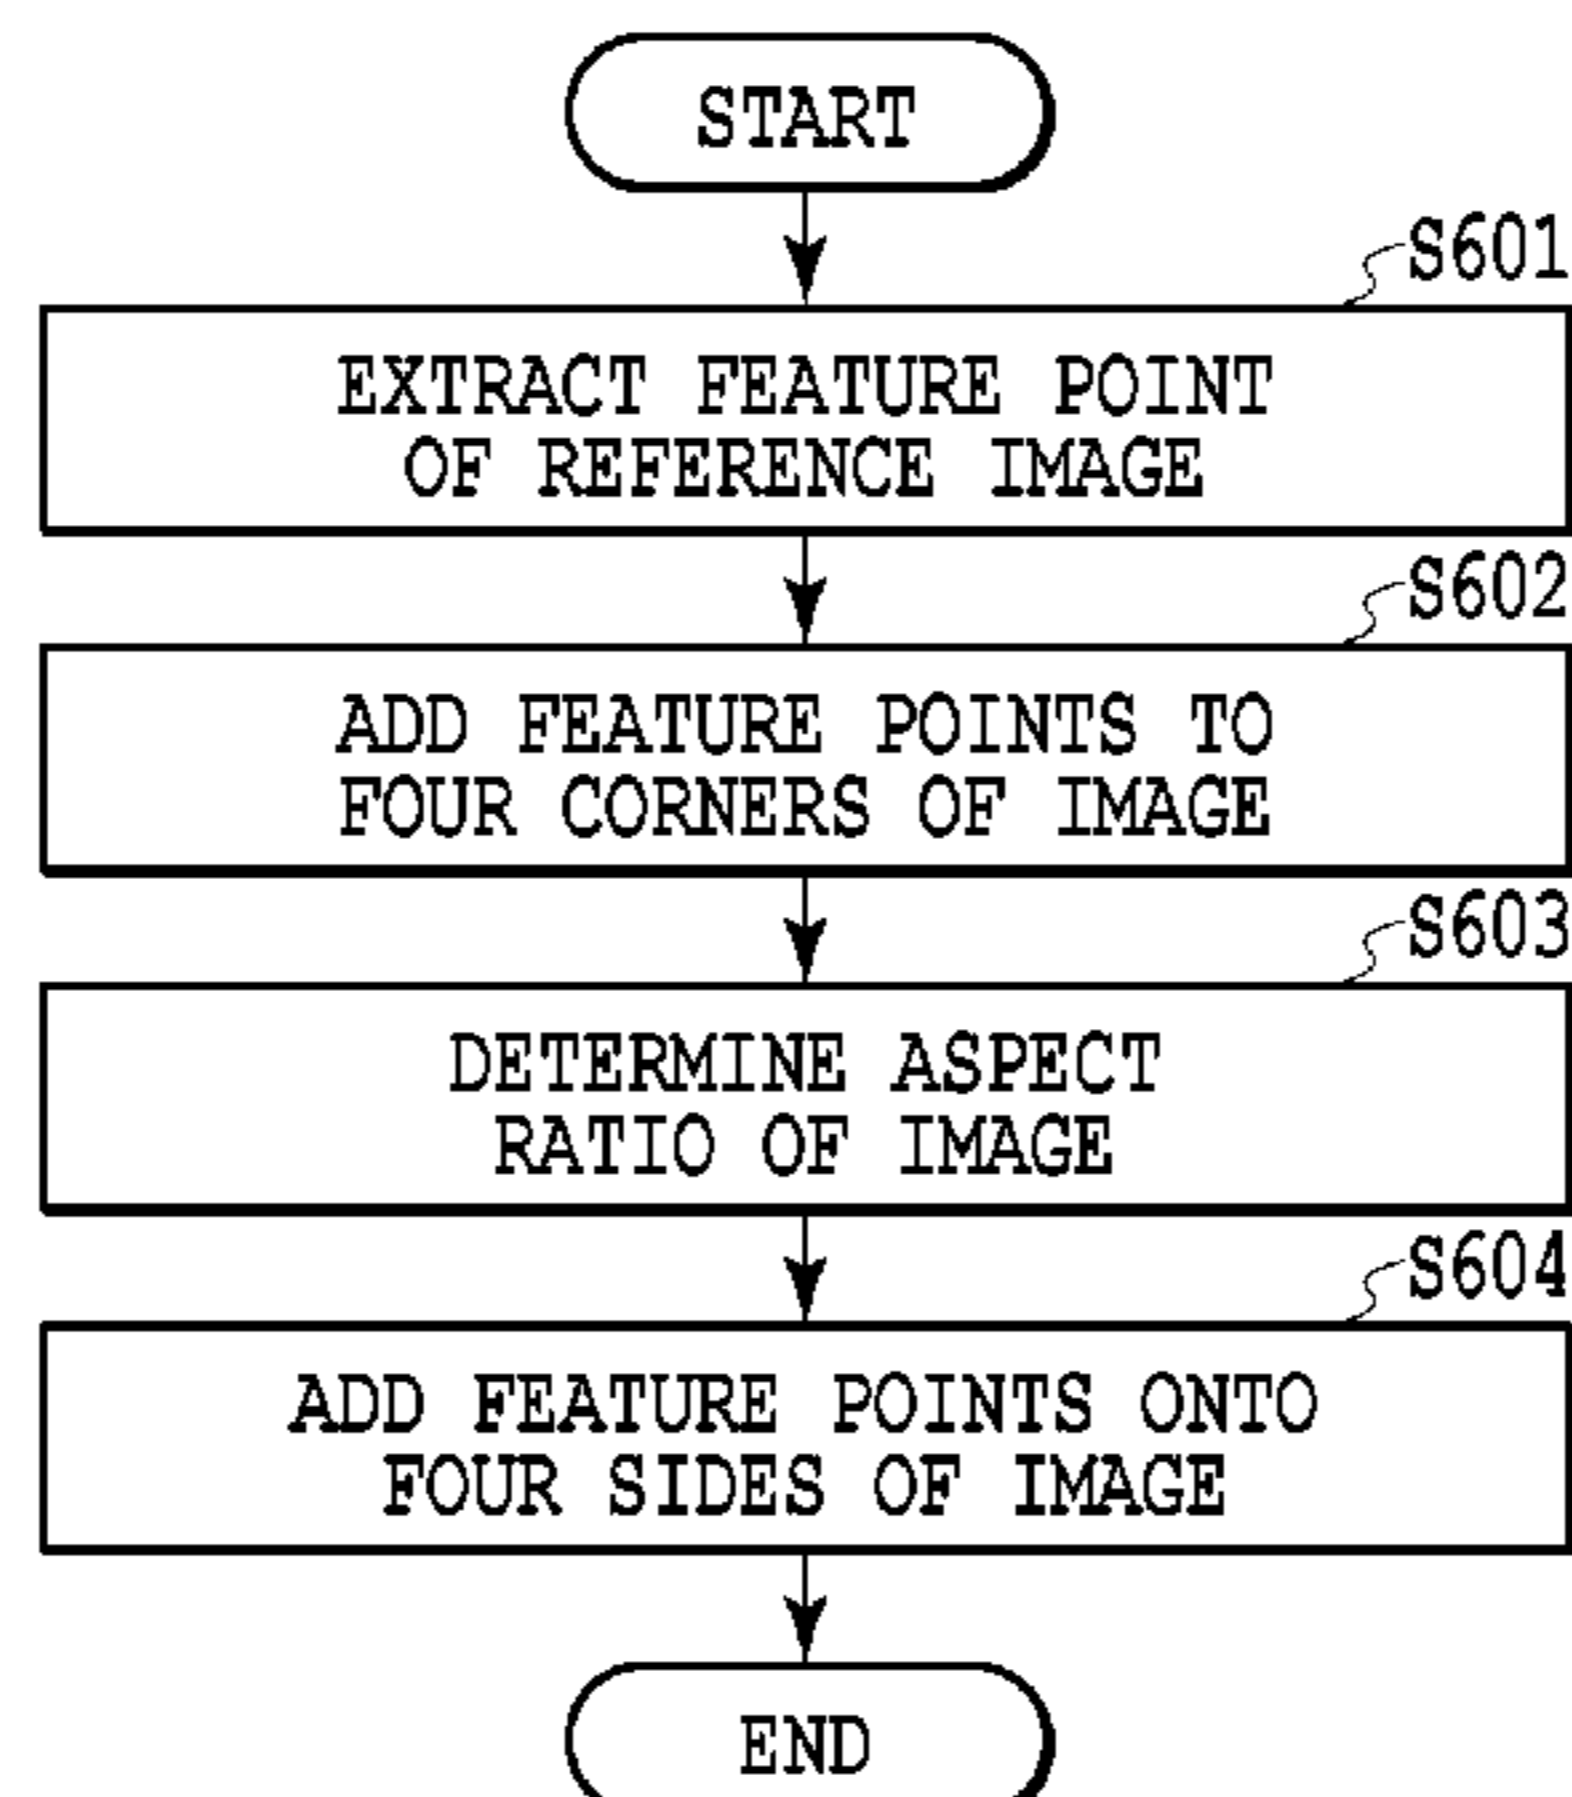 START
S601
EXTRACT FEATURE POINT
OF REFERENCE IMAGE
S602
ADD FEATURE POINTS TO
FOUR CORNERS OF IMAGE
S603
DETERMINE ASPECT
RATIO OF IMAGE
S604
ADD FEATURE POINTS ONTO
FOUR SIDES OF IMAGE
END